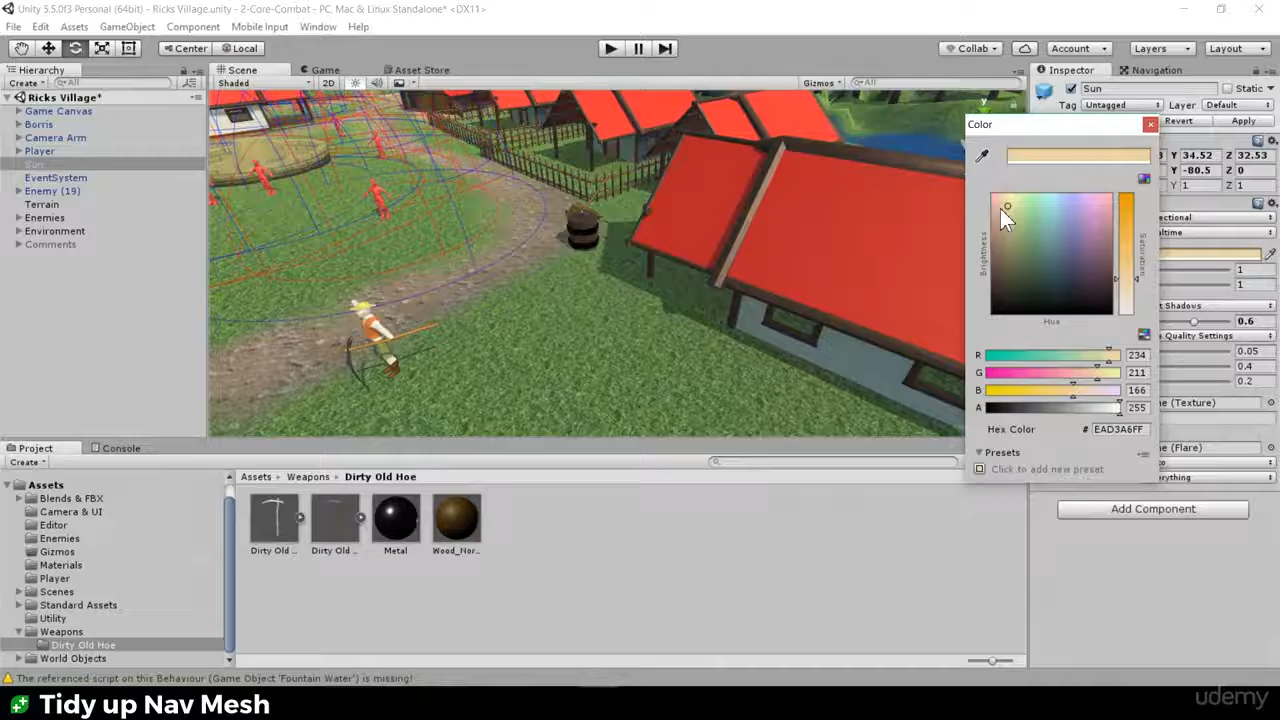 Unity 5.5.0f3 Personal (64bit) - Ricks Village.unity - 2-Core-Combat - PC, Mac & Linux Standalone* <DX11>
File Edit Assets GameObject Component Mobile Input Window Help
Center Local Collab Account Layers Layout
Hierarchy Scene Game Asset Store Inspector Navigation
Create All Shaded 2D Gizmos All Sun Static
Ricks Village* Tag Untagged Layer Default
Game Canvas
Borris
Camera Arm
Player
Sun
EventSystem
Enemy (19)
Terrain
Enemies
Environment
Comments
y
Color
Revert Apply
Y 34.52 Z 32.53
Y -80.5 Z 0
Y 1 Z 1
Brightness
Saturation
Hue
R 234
G 211
B 166
A 255
Hex Color # EAD3A6FF
Presets
Click to add new preset
ectional
ltime
1
1
t Shadows
0.6
e Quality Settings
0.05
0.4
0.2
ne (Texture)
ne (Flare)
erything
Add Component
Project Console
Create
Assets
Blends & FBX
Camera & UI
Editor
Enemies
Gizmos
Materials
Player
Scenes
Standard Assets
Utility
Weapons
Dirty Old Hoe
World Objects
Assets Weapons Dirty Old Hoe
Dirty Old ... Dirty Old ... Metal Wood_Nor...
The referenced script on this Behaviour (Game Object 'Fountain Water') is missing!
Tidy up Nav Mesh
udemy